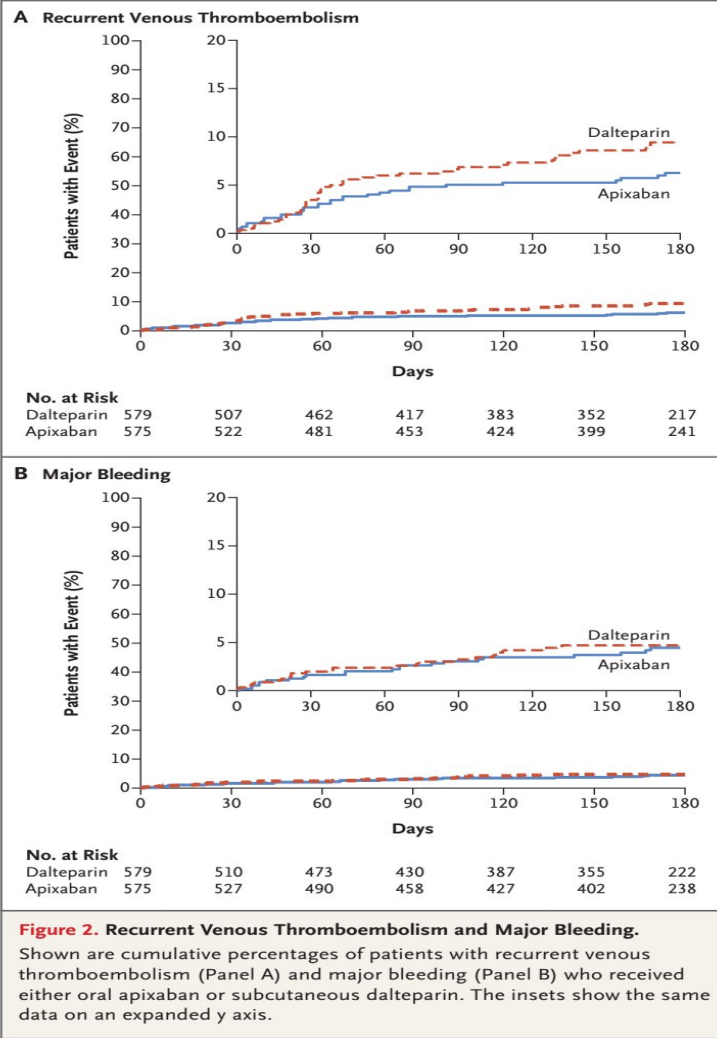 A Recurrent Venous Thromboembolism
Patients with Event (%)
100
90
80
70
60
50
40
30
20
10
0
20
15
10
5
0
Dalteparin
Apixaban
0 30 60 90 120 150 180
0 30 60 90 120 150 180
Days
No. at Risk
Dalteparin 579 507 462 417 383 352 217
Apixaban 575 522 481 453 424 399 241
B Major Bleeding
Patients with Event (%)
100
90
80
70
60
50
40
30
20
10
0
20
15
10
5
0
Dalteparin
Apixaban
0 30 60 90 120 150 180
0 30 60 90 120 150 180
Days
No. at Risk
Dalteparin 579 510 473 430 387 355 222
Apixaban 575 527 490 458 427 402 238
Figure 2. Recurrent Venous Thromboembolism and Major Bleeding.
Shown are cumulative percentages of patients with recurrent venous
thromboembolism (Panel A) and major bleeding (Panel B) who received
either oral apixaban or subcutaneous dalteparin. The insets show the same
data on an expanded y axis.